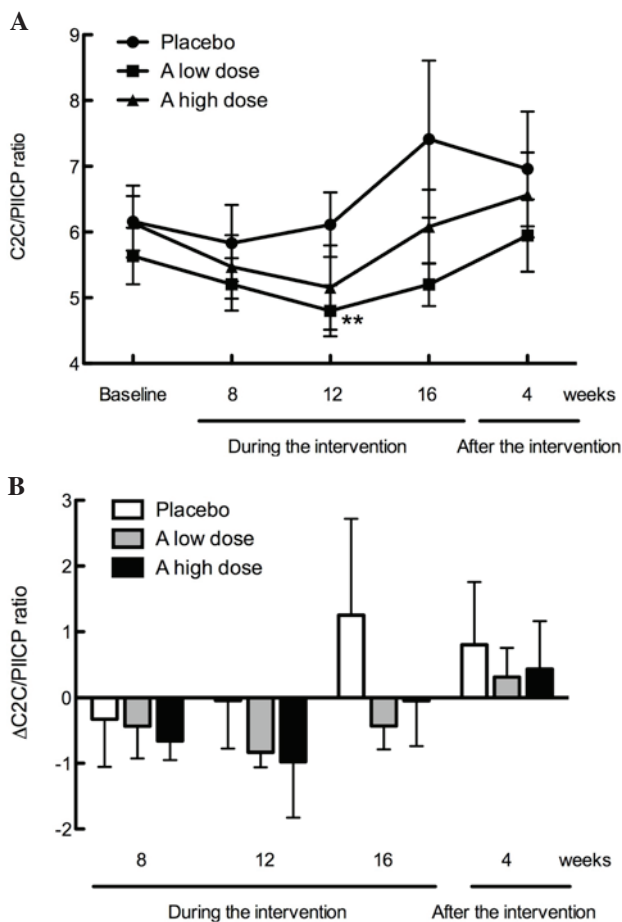 A
9
8
7
6
5
4
C2C/PIICP ratio
Placebo
A low dose
A high dose
**
Baseline 8 12 16 4 weeks
During the intervention After the intervention
B
3
2
1
0
-1
-2
ΔC2C/PIICP ratio
Placebo
A low dose
A high dose
8 12 16 4 weeks
During the intervention After the intervention